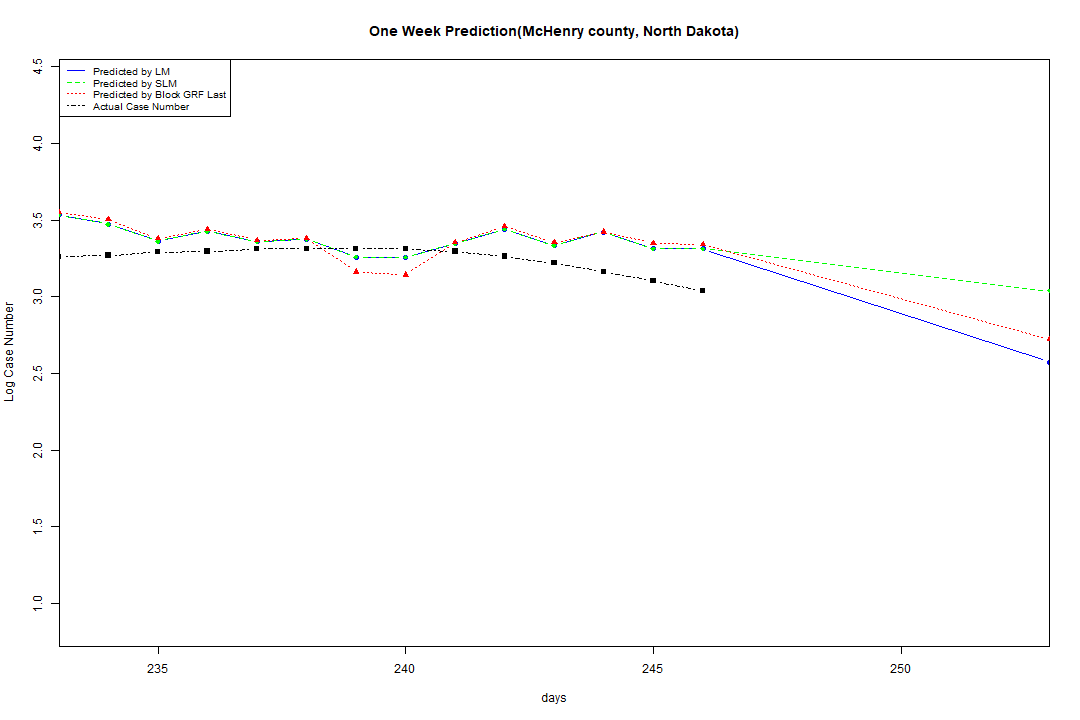 One Week Prediction(McHenry county, North Dakota)
Predicted by LM
Predicted by SLM
Predicted by Block GRF Last
Actual Case Number
4.5
4.0
3.5
3.0
2.5
2.0
1.5
1.0
Log Case Number
235
240
245
250
days